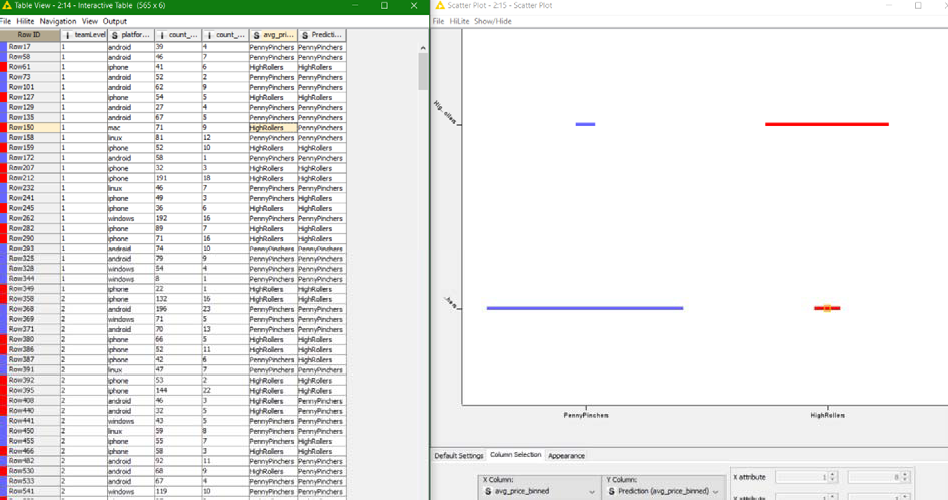 Table View - 2:14 - Interactive Table (565 x 6)
File Hilite Navigation View Output
Row ID teamLevel platfor... count_... count_... avg_pri... Predicti...
Row17 1 android 39 4 PennyPinchers PennyPinchers
Row58 1 android 46 7 PennyPinchers PennyPinchers
Row61 1 iphone 41 6 HighRollers HighRollers
Row73 1 android 52 2 PennyPinchers PennyPinchers
Row101 1 android 62 9 PennyPinchers PennyPinchers
Row127 1 iphone 54 5 HighRollers HighRollers
Row129 1 android 27 4 PennyPinchers PennyPinchers
Row135 1 android 67 5 PennyPinchers PennyPinchers
Row150 1 mac 71 9 HighRollers PennyPinchers
Row158 1 linux 81 12 PennyPinchers PennyPinchers
Row159 1 iphone 52 10 HighRollers HighRollers
Row172 1 android 58 1 PennyPinchers PennyPinchers
Row207 1 iphone 32 3 HighRollers HighRollers
Row212 1 iphone 191 18 HighRollers HighRollers
Row232 1 linux 46 7 PennyPinchers PennyPinchers
Row241 1 iphone 49 3 PennyPinchers HighRollers
Row245 1 iphone 36 6 HighRollers HighRollers
Row262 1 windows 192 16 PennyPinchers PennyPinchers
Row282 1 iphone 89 7 HighRollers HighRollers
Row290 1 iphone 71 16 HighRollers HighRollers
Row293 1 android 74 10 PennyPinchers PennyPinchers
Row325 1 android 79 9 PennyPinchers PennyPinchers
Row328 1 windows 54 4 PennyPinchers PennyPinchers
Row344 1 windows 8 1 PennyPinchers PennyPinchers
Row349 1 iphone 22 1 HighRollers HighRollers
Row358 2 iphone 132 16 HighRollers HighRollers
Row368 2 android 196 23 PennyPinchers PennyPinchers
Row369 2 windows 71 5 PennyPinchers PennyPinchers
Row371 2 android 70 13 PennyPinchers PennyPinchers
Row380 2 iphone 66 5 HighRollers HighRollers
Row386 2 iphone 52 11 HighRollers HighRollers
Row387 2 iphone 42 6 PennyPinchers HighRollers
Row391 2 linux 47 7 PennyPinchers PennyPinchers
Row392 2 iphone 53 2 HighRollers HighRollers
Row395 2 iphone 144 22 HighRollers HighRollers
Row408 2 android 46 3 HighRollers PennyPinchers
Row440 2 android 32 5 HighRollers PennyPinchers
Row441 2 windows 43 5 PennyPinchers PennyPinchers
Row450 2 linux 59 8 PennyPinchers PennyPinchers
Row455 2 iphone 55 7 PennyPinchers HighRollers
Row466 2 iphone 58 3 HighRollers HighRollers
Row482 2 android 92 11 PennyPinchers PennyPinchers
Row530 2 android 68 9 HighRollers PennyPinchers
Row533 2 android 67 4 PennyPinchers PennyPinchers
Row541 2 windows 119 10 PennyPinchers PennyPinchers
Scatter Plot - 2:15 - Scatter Plot
File HiLite Show/Hide
PennyPinchers HighRollers
Default Settings Column Selection Appearance
X Column: Y Column: X attribute 1 8
S avg_price_binned S Prediction (avg_price_binned)